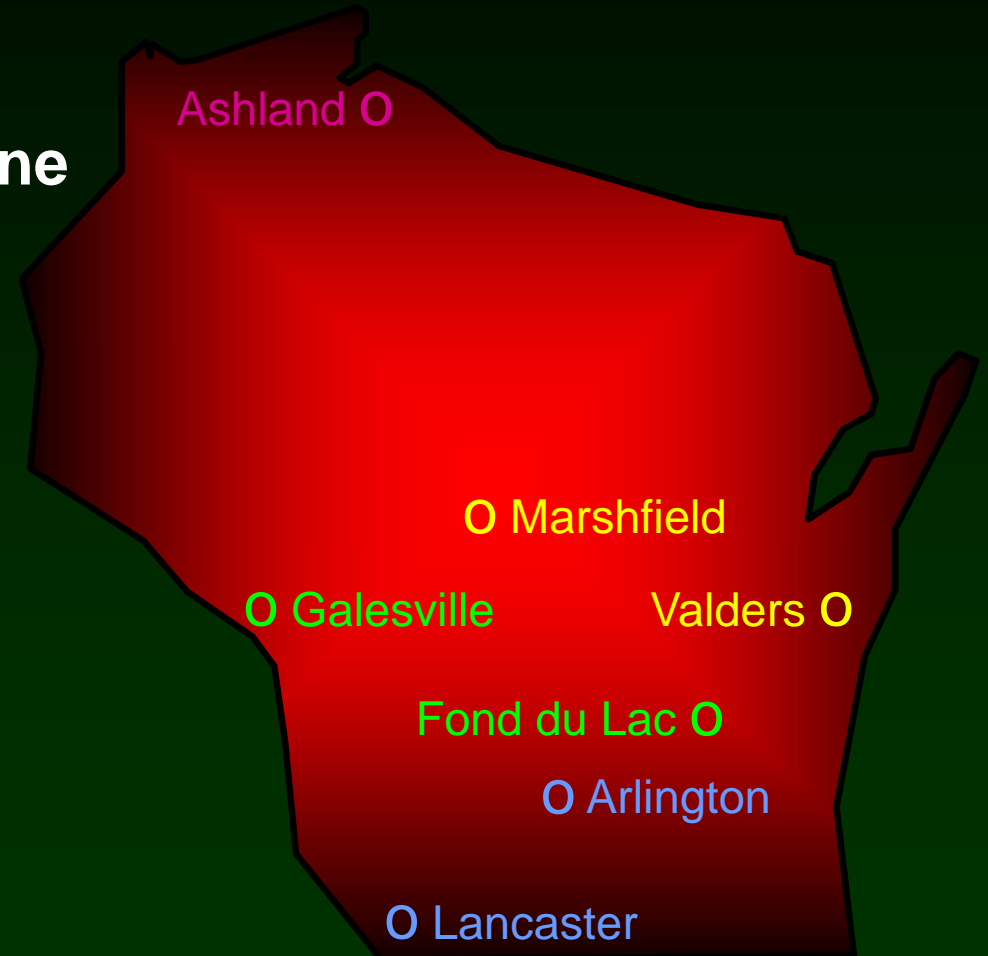 Ashland O
ne
O Marshfield
O Galesville
Valders O
Fond du Lac O
O Arlington
O Lancaster